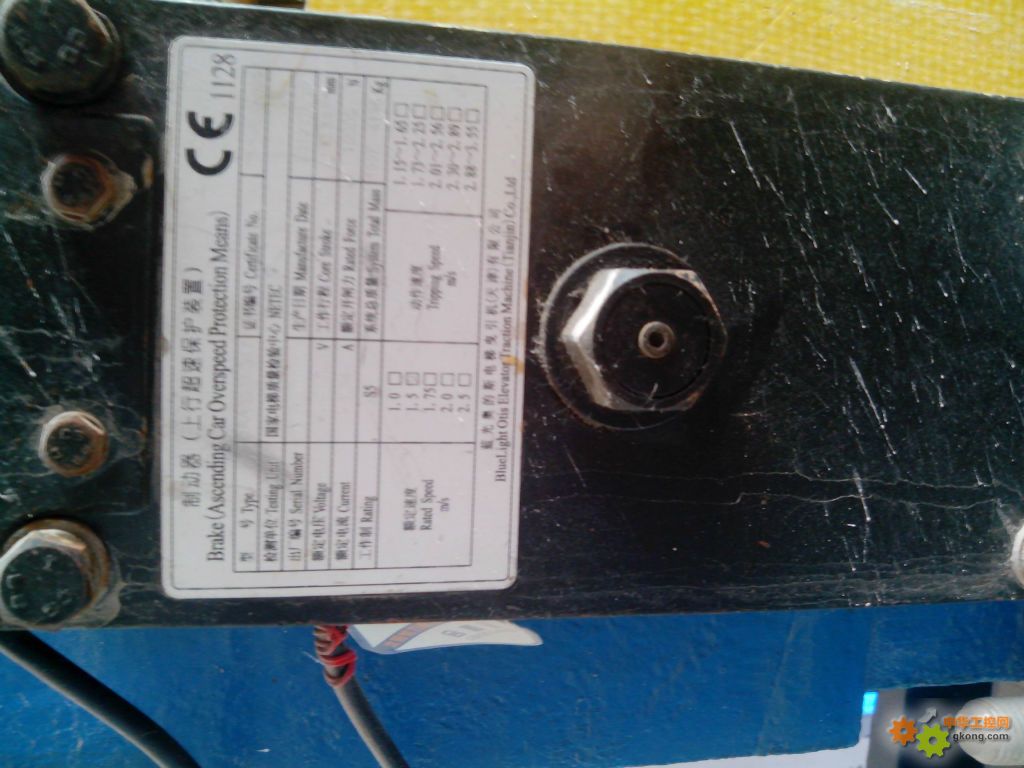 制动器(上行超速保护装置)
Brake(Ascending Car Overspeed Protection Means)
CE 1128
型 号 Type 证书编号 Certificate No.
检测单位 Testing Unit 国家电梯质量检验中心 NETEC
出厂编号 Serial Number 生产日期 Manufacture Date
额定电压 Voltage V 工作行程 Core Stroke mm
额定电流 Current A 额定开闸力 Rated Force N
工作制 Rating S5 系统总质量 System Total Mass Kg
额定速度 Rated Speed m/s
1.0 □
1.5 □
1.75 □
2.0 □
2.5 □
动作速度 Tripping Speed m/s
1.15~1.65 □
1.73~2.25 □
2.01~2.56 □
2.30~2.89 □
2.88~3.55 □
蓝光奥的斯电梯曳引机(天津)有限公司
BlueLight Otis Elevator Traction Machine (Tianjin) Co.,Ltd
中华工控网
gkong.com